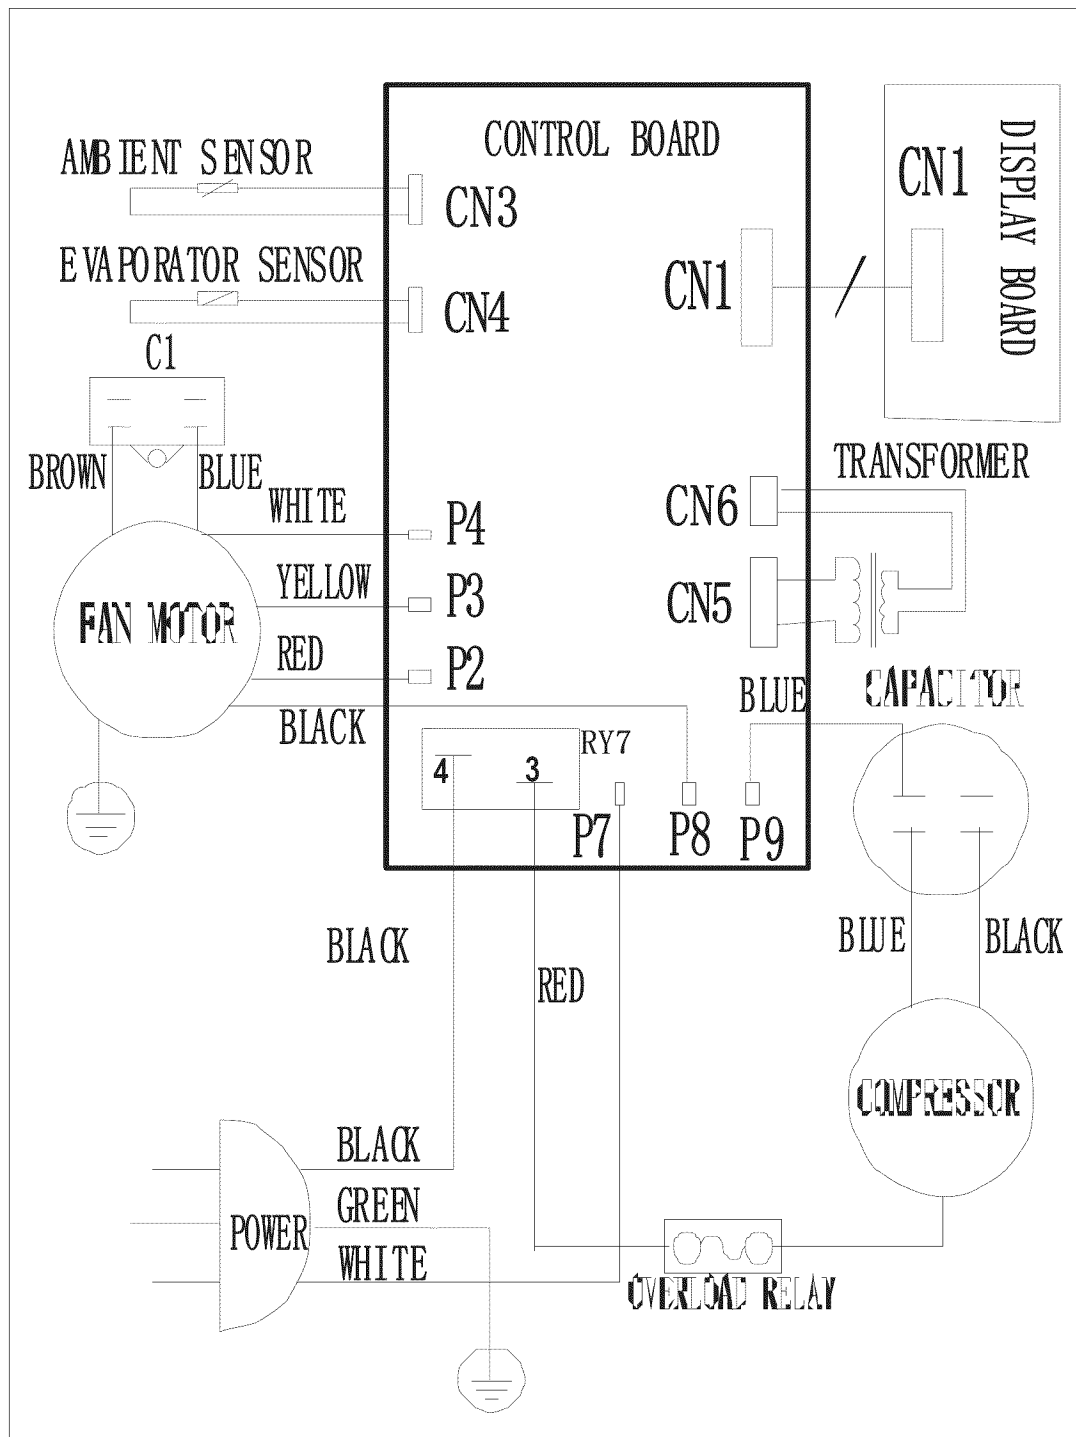 CONTROL BOARD
AMBIENT SENSOR
CN3
CN1
DISPLAY BOARD
EVAPORATOR SENSOR
CN1
CN4
C1
BROWN
BLUE
TRANSFORMER
WHITE
P4
CN6
YELLOW
P3
CN5
FAN MOTOR
RED
P2
BLUE
CAPACITOR
BLACK
RY7
4
3
P7
P8
P9
BLACK
BLUE
BLACK
RED
COMPRESSOR
BLACK
GREEN
POWER
WHITE
OVERLOAD RELAY